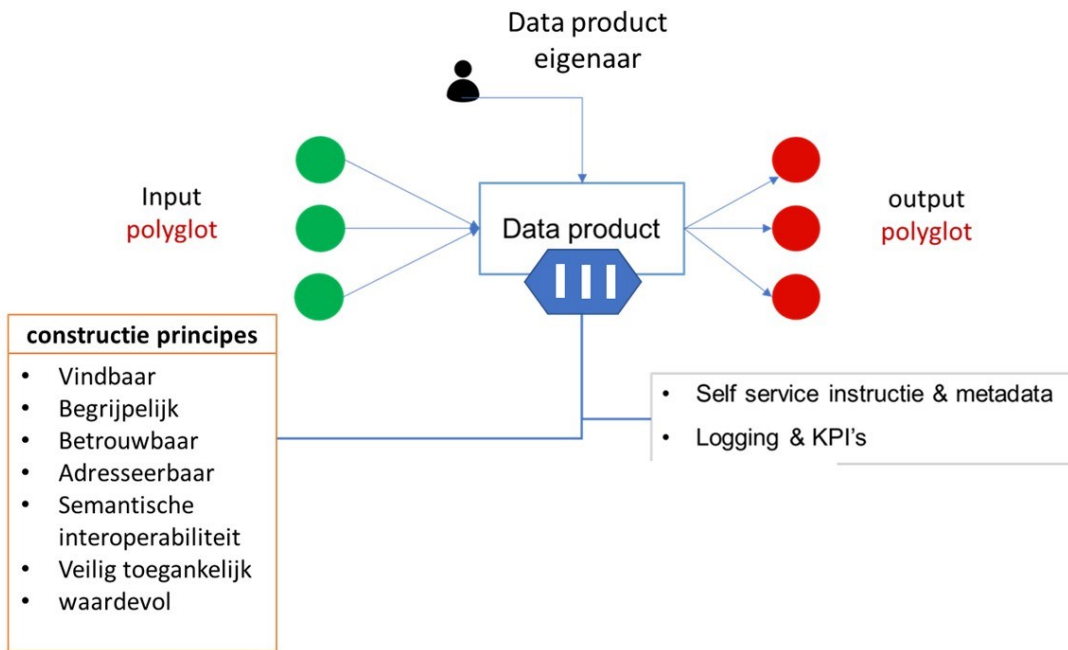 Data product
eigenaar
Input
polyglot
Data product
output
polyglot
constructie principes
• Vindbaar
• Begrijpelijk
• Betrouwbaar
• Adresseerbaar
• Semantische
interoperabiliteit
• Veilig toegankelijk
• waardevol
• Self service instructie & metadata
• Logging & KPI's